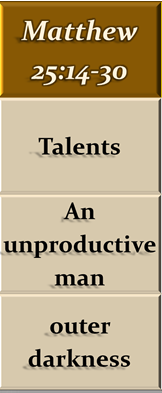 Matthew
25:14-30
Talents
An
unproductive
man
outer
darkness